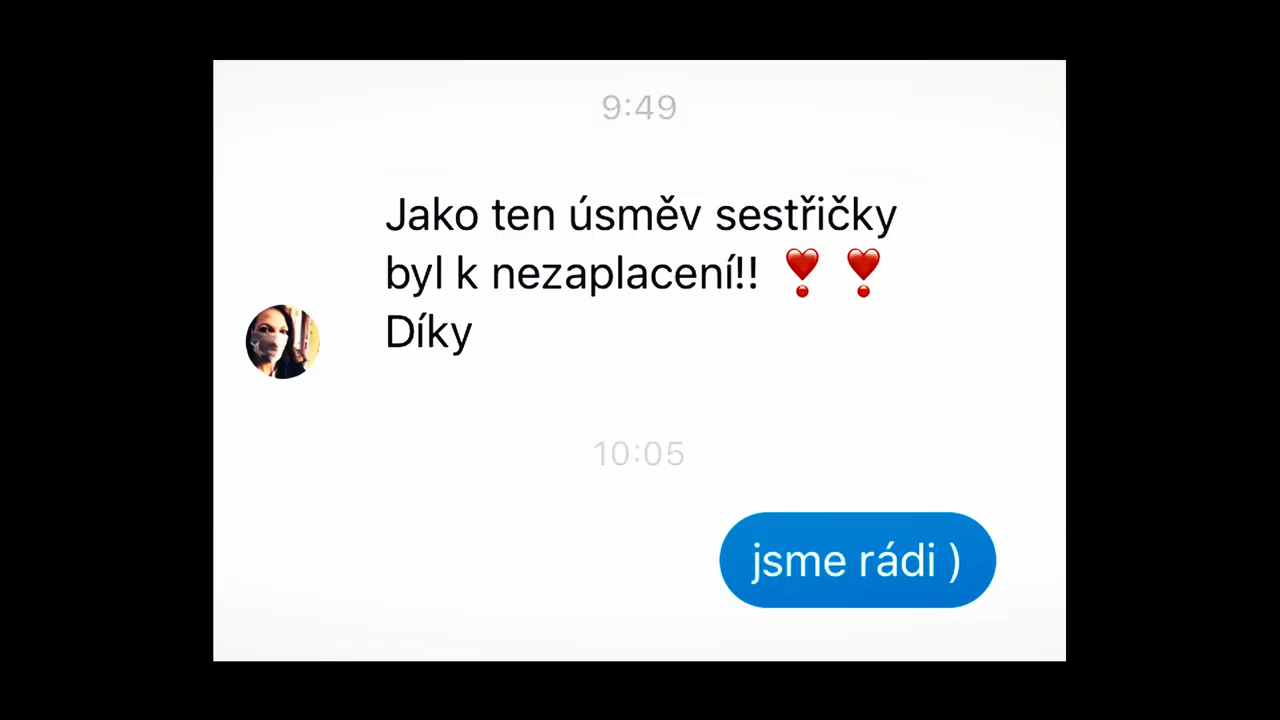 9:49
Jako ten úsměv sestřičky
byl k nezaplacení!! ❣️ ❣️
Díky
10:05
jsme rádi )